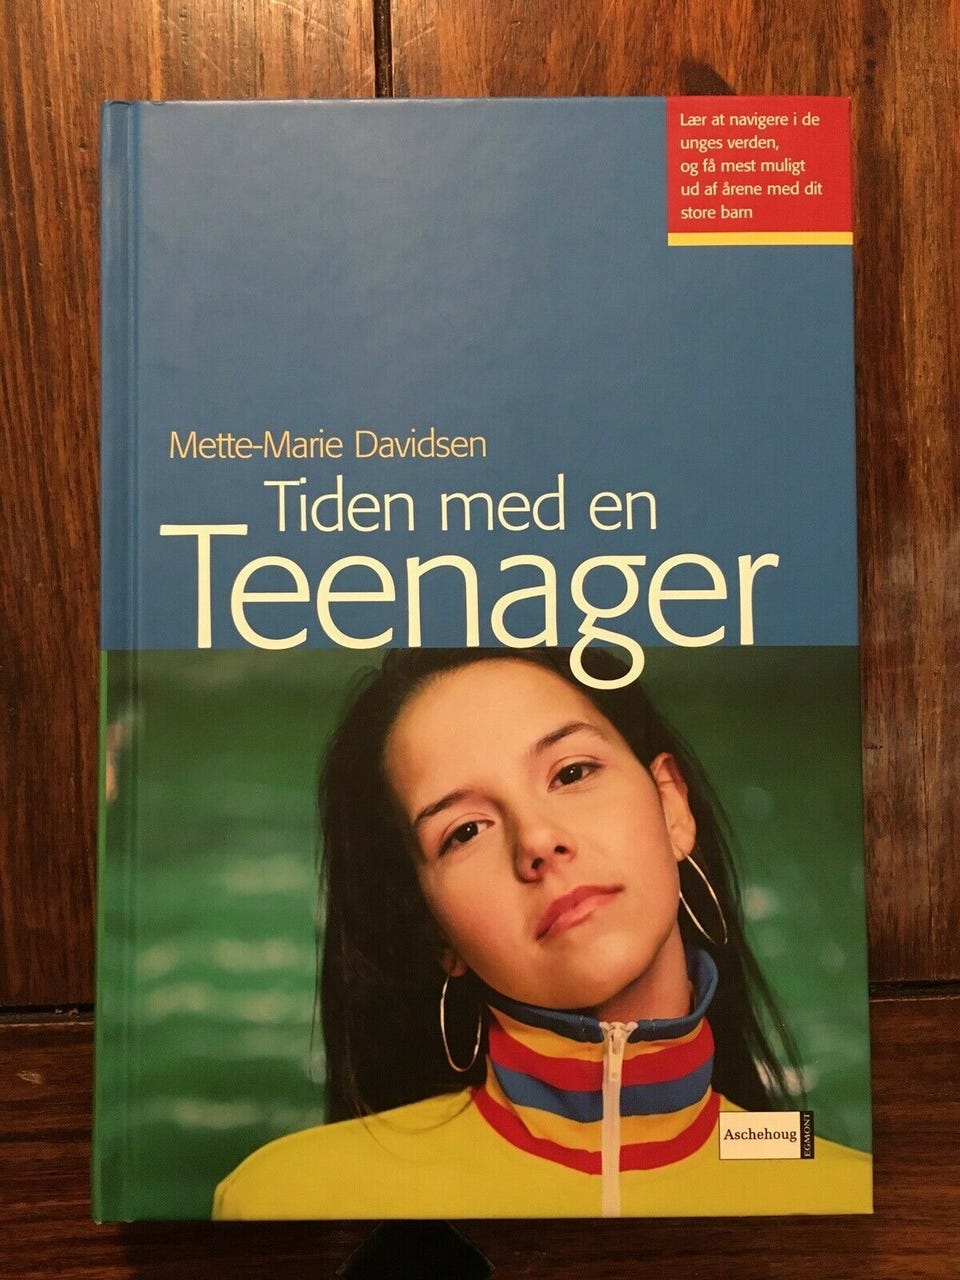 Lær at navigere i de
unges verden,
og få mest muligt
ud af årene med dit
store barn
Mette-Marie Davidsen
Tiden med en
Teenager
Aschehoug
EGMONT